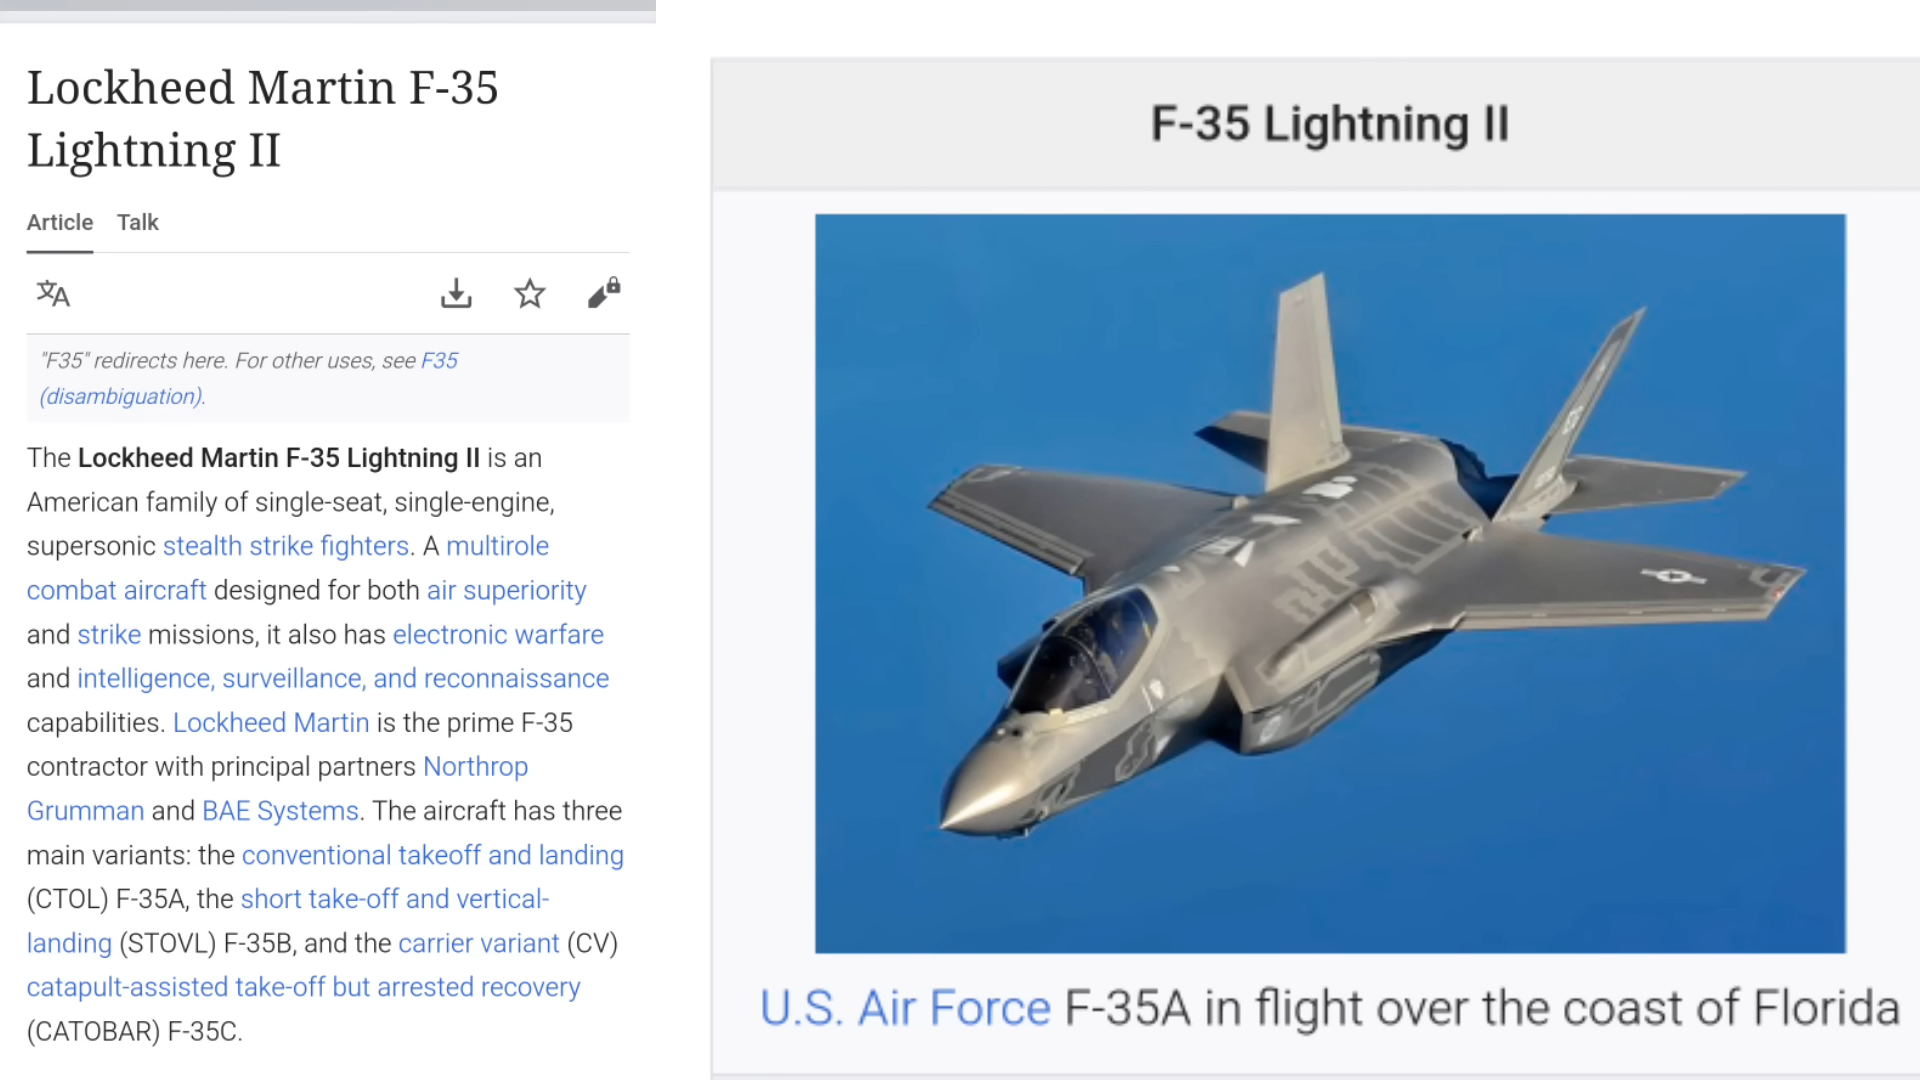 Lockheed Martin F-35
Lightning II
Article Talk
"F35" redirects here. For other uses, see F35
(disambiguation).
The Lockheed Martin F-35 Lightning II is an
American family of single-seat, single-engine,
supersonic stealth strike fighters. A multirole
combat aircraft designed for both air superiority
and strike missions, it also has electronic warfare
and intelligence, surveillance, and reconnaissance
capabilities. Lockheed Martin is the prime F-35
contractor with principal partners Northrop
Grumman and BAE Systems. The aircraft has three
main variants: the conventional takeoff and landing
(CTOL) F-35A, the short take-off and vertical-
landing (STOVL) F-35B, and the carrier variant (CV)
catapult-assisted take-off but arrested recovery
(CATOBAR) F-35C.
F-35 Lightning II
U.S. Air Force F-35A in flight over the coast of Florida